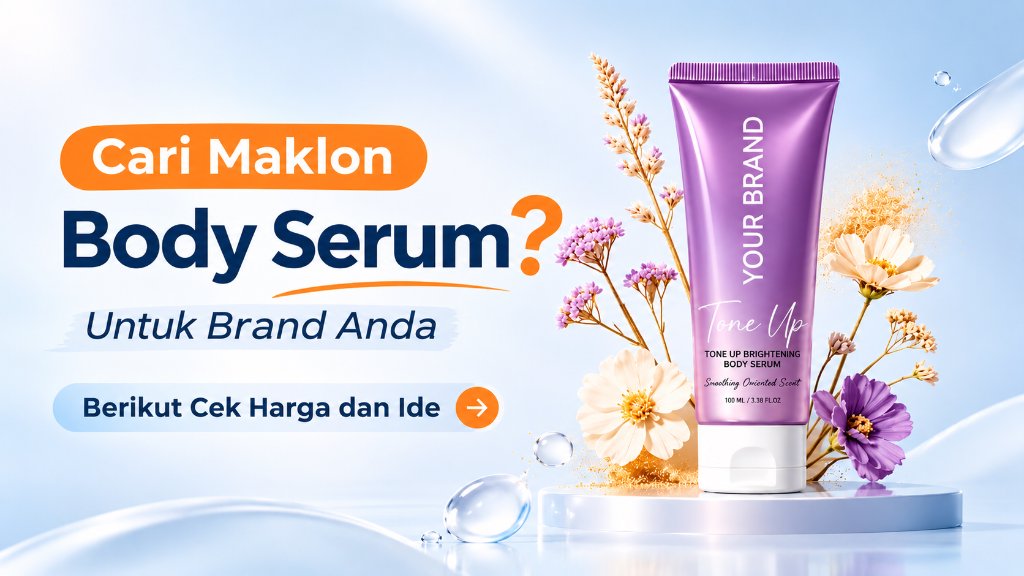 Cari Maklon
Body Serum?
Untuk Brand Anda
Berikut Cek Harga dan Ide
YOUR BRAND
Tone Up
TONE UP BRIGHTENING
BODY SERUM
Smoothing Oriented Scent
100 ML / 3.38 FL.OZ